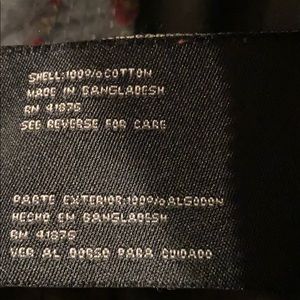 SHELL:100% COTTON
MADE IN BANGLADESH
RN 41876
SEE REVERSE FOR CARE
PARTE EXTERIOR:100% ALGODON
HECHO EN BANGLADESH
RN 41876
VER AL DORSO PARA CUIDADO